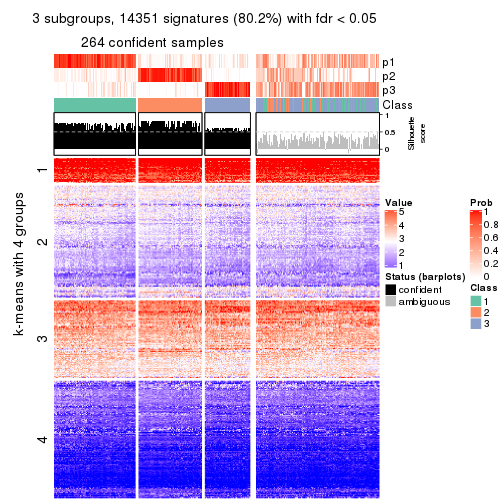 3 subgroups, 14351 signatures (80.2%) with fdr < 0.05
264 confident samples
p1
p2
p3
Class
1
0.5
0
Silhouette
score
k-means with 4 groups
1
2
3
4
Value
5
4
3
2
1
Status (barplots)
confident
ambiguous
Prob
1
0.8
0.6
0.4
0.2
0
Class
1
2
3